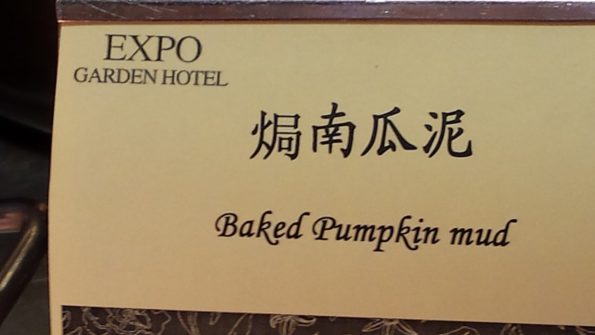 EXPO
GARDEN HOTEL
焗南瓜泥
Baked Pumpkin mud